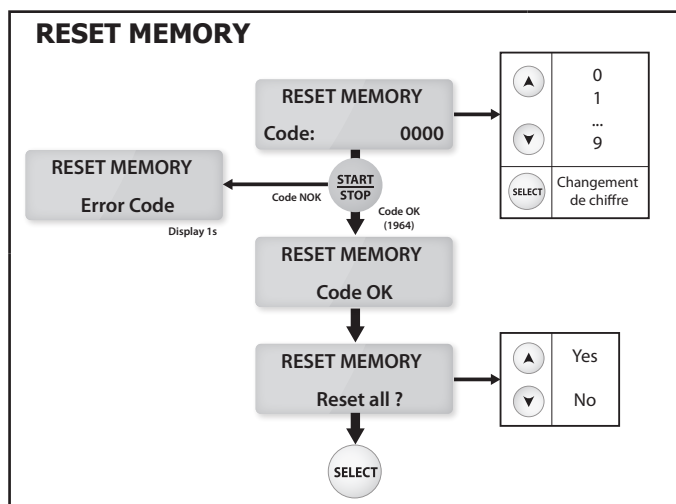 RESET MEMORY
RESET MEMORY
Code: 0000
0
1
...
9
SELECT
Changement
de chiffre
START
STOP
RESET MEMORY
Error Code
Display 1s
Code NOK
Code OK
(1964)
RESET MEMORY
Code OK
RESET MEMORY
Reset all ?
Yes
No
SELECT